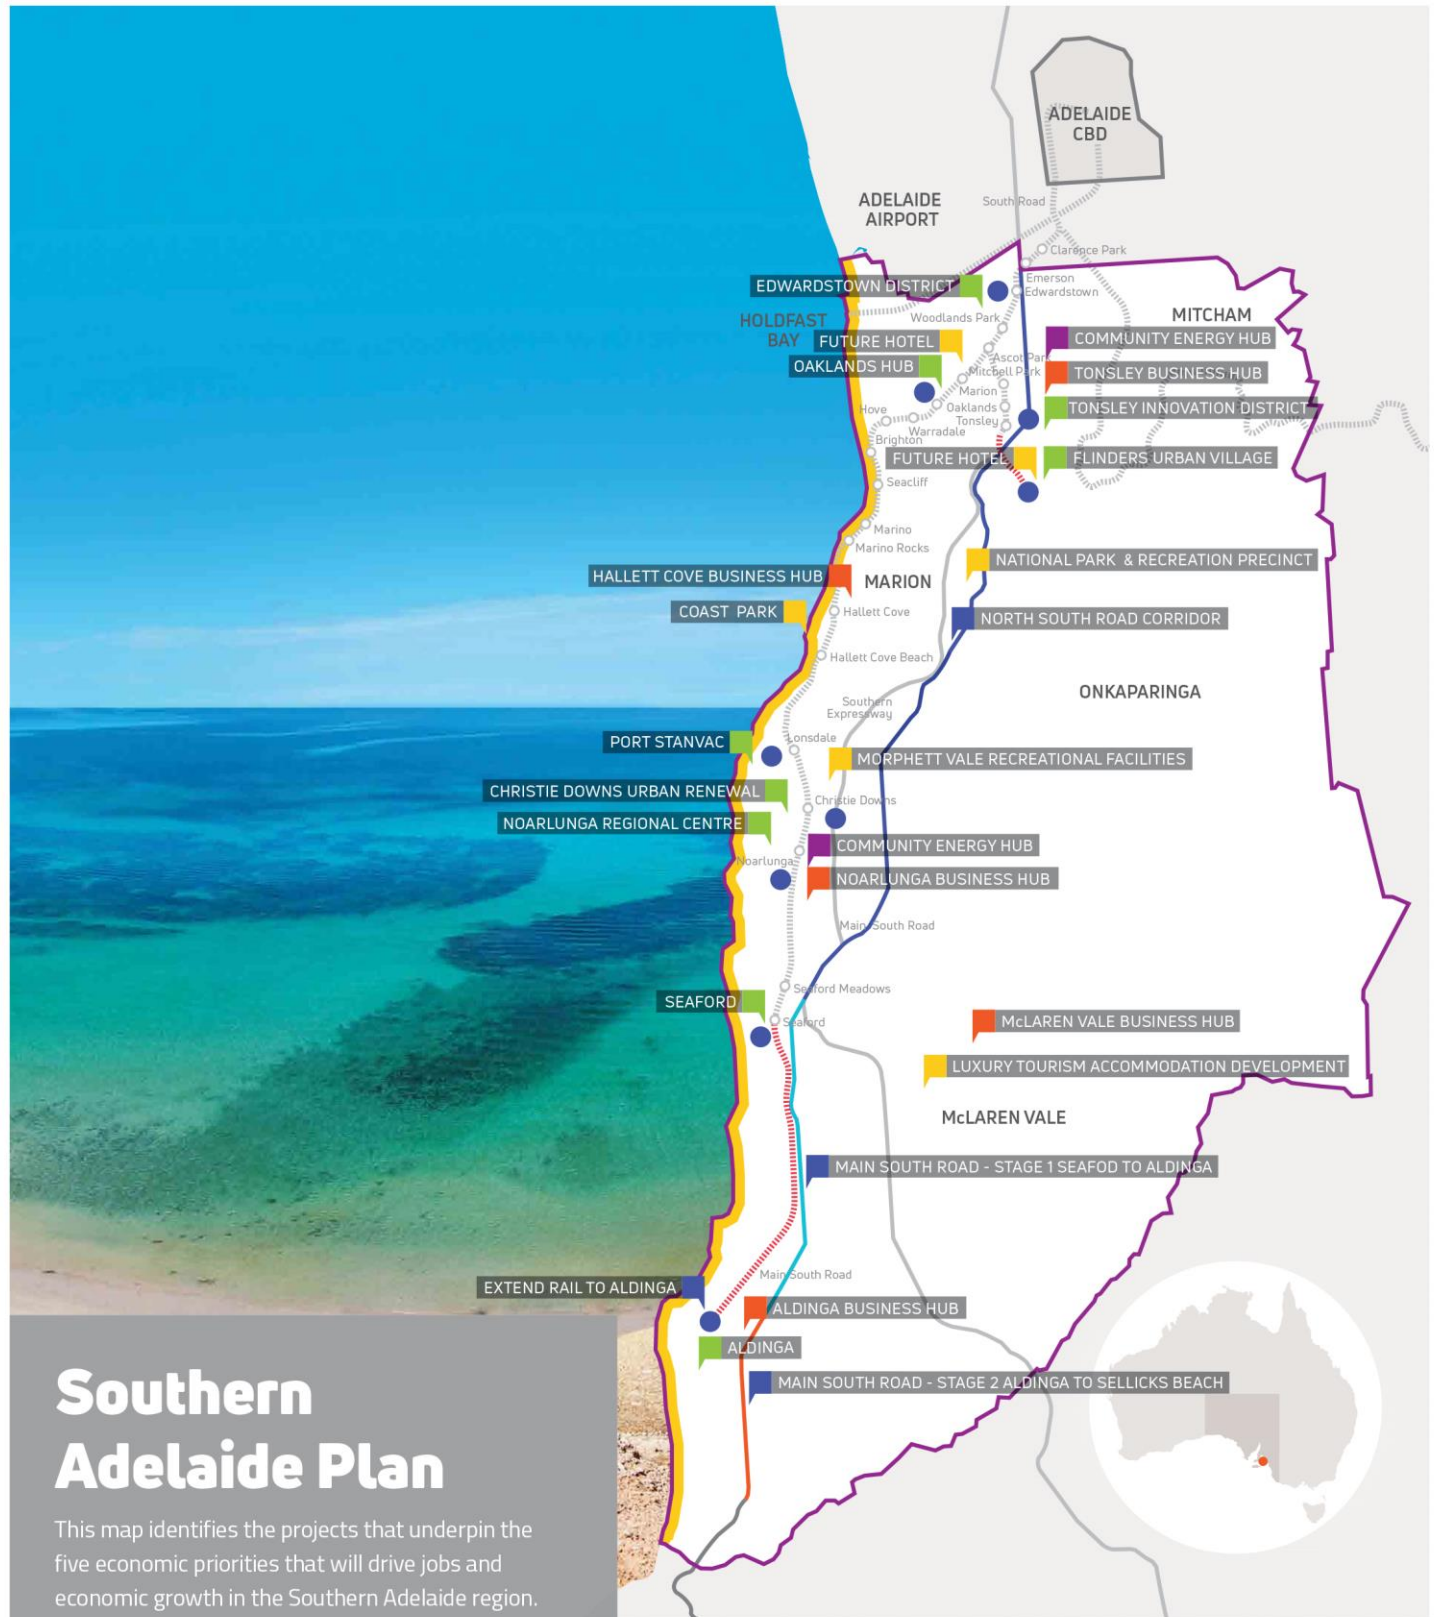 ADELAIDE
CBD
ADELAIDE
AIRPORT
South Road
Clarence Park
EDWARDSTOWN DISTRICT
Emerson
Edwardstown
HOLDFAST
BAY
Woodlands Park
MITCHAM
FUTURE HOTEL
COMMUNITY ENERGY HUB
OAKLANDS HUB
Ascot Park
Mitchell Park
TONSLEY BUSINESS HUB
Marion
Hove
Oaklands
TONSLEY INNOVATION DISTRICT
Tonsley
Warradale
Brighton
FUTURE HOTEL
FLINDERS URBAN VILLAGE
Seacliff
Marino
Marino Rocks
NATIONAL PARK & RECREATION PRECINCT
HALLETT COVE BUSINESS HUB
MARION
COAST PARK
Hallett Cove
NORTH SOUTH ROAD CORRIDOR
Hallett Cove Beach
ONKAPARINGA
Southern
Expressway
PORT STANVAC
Lonsdale
MORPHETT VALE RECREATIONAL FACILITIES
CHRISTIE DOWNS URBAN RENEWAL
Christie Downs
NOARLUNGA REGIONAL CENTRE
COMMUNITY ENERGY HUB
Noarlunga
NOARLUNGA BUSINESS HUB
Main South Road
Seaford Meadows
SEAFORD
Seaford
McLAREN VALE BUSINESS HUB
LUXURY TOURISM ACCOMMODATION DEVELOPMENT
McLAREN VALE
MAIN SOUTH ROAD - STAGE 1 SEAFOD TO ALDINGA
Main South Road
EXTEND RAIL TO ALDINGA
ALDINGA BUSINESS HUB
ALDINGA
MAIN SOUTH ROAD - STAGE 2 ALDINGA TO SELLICKS BEACH
Southern
Adelaide Plan
This map identifies the projects that underpin the
five economic priorities that will drive jobs and
economic growth in the Southern Adelaide region.